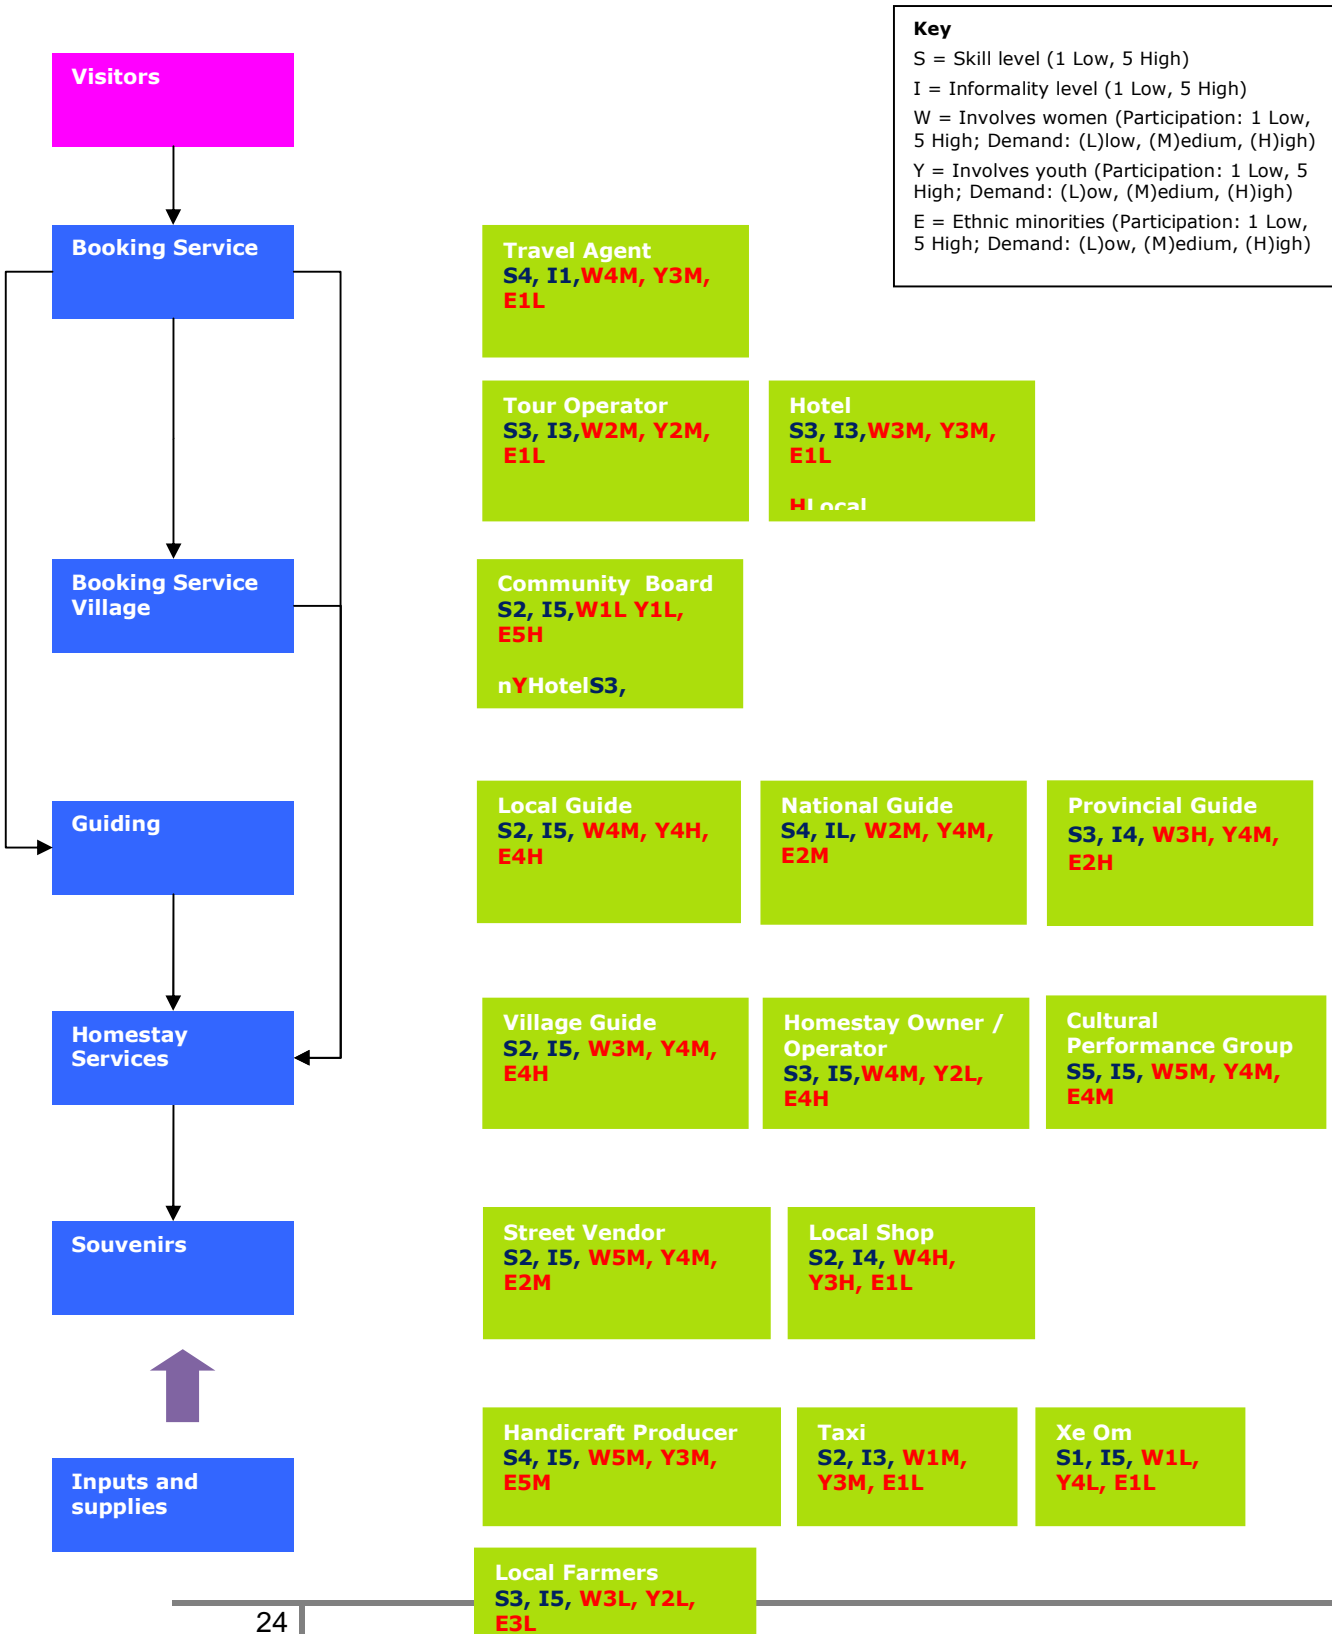 Key
S = Skill level (1 Low, 5 High)
I = Informality level (1 Low, 5 High)
W = Involves women (Participation: 1 Low,
5 High; Demand: (L)low, (M)edium, (H)igh)
Y = Involves youth (Participation: 1 Low, 5
High; Demand: (L)ow, (M)edium, (H)igh)
E = Ethnic minorities (Participation: 1 Low,
5 High; Demand: (L)ow, (M)edium, (H)igh)
Visitors
Booking Service
Travel Agent
S4, I1,W4M, Y3M,
E1L
Tour Operator
S3, I3,W2M, Y2M,
E1L
Hotel
S3, I3,W3M, Y3M,
E1L
HLocal
Booking Service
Village
Community  Board
S2, I5,W1L Y1L,
E5H
nYHotelS3,
Guiding
Local Guide
S2, I5, W4M, Y4H,
E4H
National Guide
S4, IL, W2M, Y4M,
E2M
Provincial Guide
S3, I4, W3H, Y4M,
E2H
Homestay
Services
Village Guide
S2, I5, W3M, Y4M,
E4H
Homestay Owner /
Operator
S3, I5,W4M, Y2L,
E4H
Cultural
Performance Group
S5, I5, W5M, Y4M,
E4M
Souvenirs
Street Vendor
S2, I5, W5M, Y4M,
E2M
Local Shop
S2, I4, W4H,
Y3H, E1L
Inputs and
supplies
Handicraft Producer
S4, I5, W5M, Y3M,
E5M
Taxi
S2, I3, W1M,
Y3M, E1L
Xe Om
S1, I5, W1L,
Y4L, E1L
Local Farmers
S3, I5, W3L, Y2L,
E3L
24